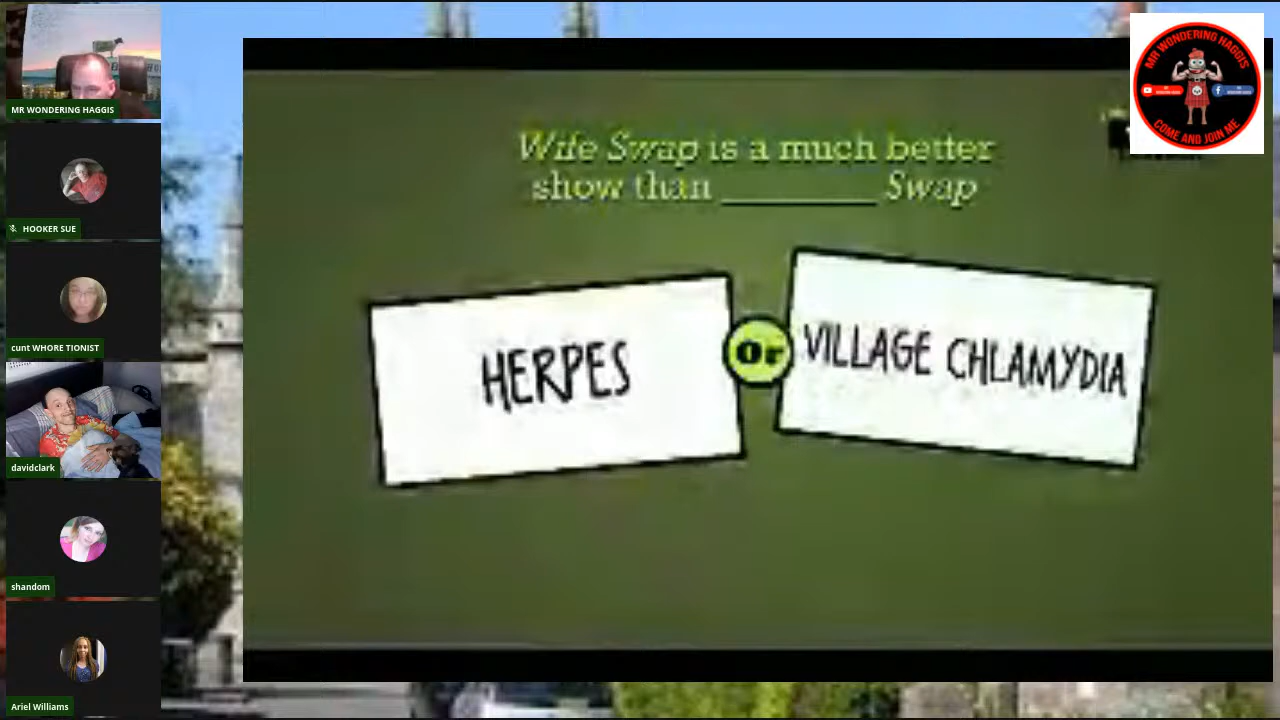 MR WONDERING HAGGIS
HOOKER SUE
cunt WHORE TIONIST
davidclark
shandom
Ariel Williams
Wife Swap is a much better
show than ________ Swap
HERPES
Or
VILLAGE CHLAMYDIA
MR WONDERING HAGGIS
COME AND JOIN ME